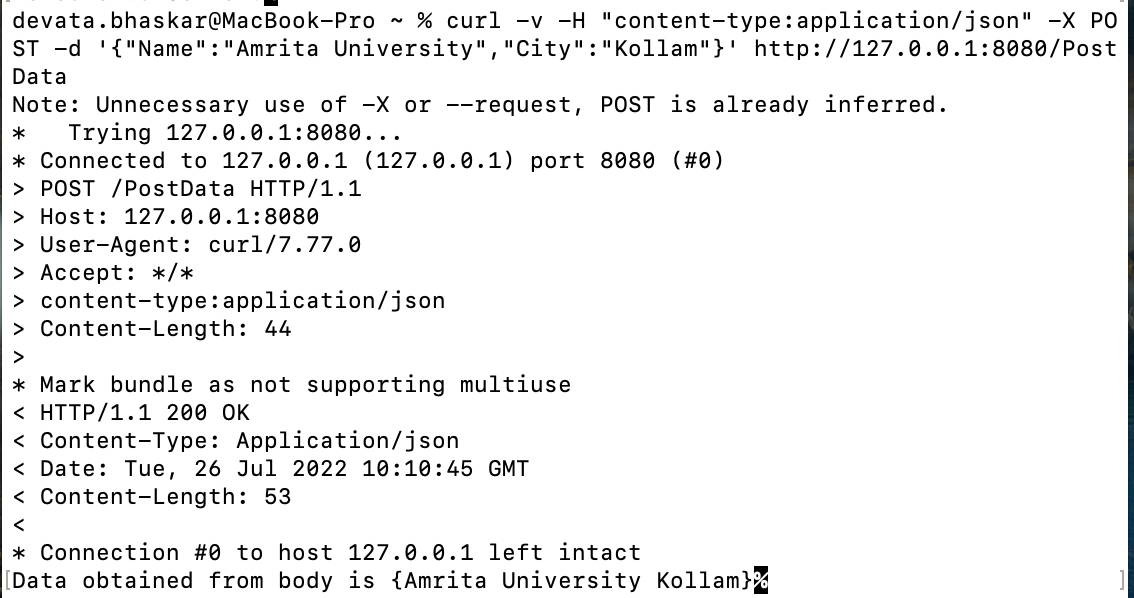 devata.bhaskar@MacBook-Pro ~ % curl -v -H "content-type:application/json" -X PO
ST -d '{"Name":"Amrita University","City":"Kollam"}' http://127.0.0.1:8080/Post
Data
Note: Unnecessary use of -X or --request, POST is already inferred.
*   Trying 127.0.0.1:8080...
* Connected to 127.0.0.1 (127.0.0.1) port 8080 (#0)
> POST /PostData HTTP/1.1
> Host: 127.0.0.1:8080
> User-Agent: curl/7.77.0
> Accept: */*
> content-type:application/json
> Content-Length: 44
>
* Mark bundle as not supporting multiuse
< HTTP/1.1 200 OK
< Content-Type: Application/json
< Date: Tue, 26 Jul 2022 10:10:45 GMT
< Content-Length: 53
<
* Connection #0 to host 127.0.0.1 left intact
[Data obtained from body is {Amrita University Kollam}% ]